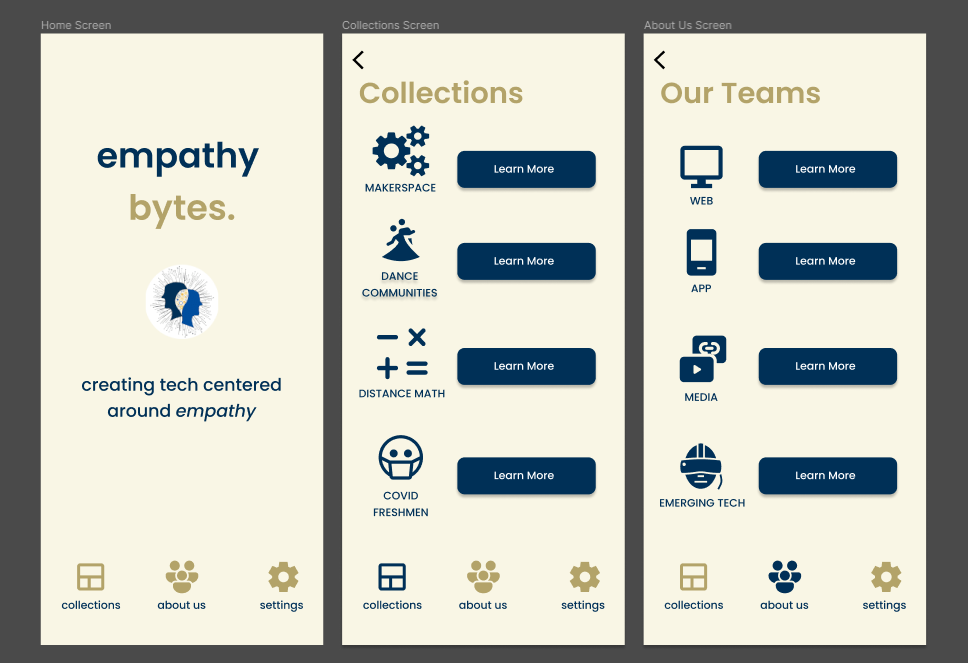 Home Screen
empathy
bytes.
creating tech centered
around empathy
collections
about us
settings
Collections Screen
Collections
MAKERSPACE
Learn More
DANCE
COMMUNITIES
Learn More
DISTANCE MATH
Learn More
COVID
FRESHMEN
Learn More
collections
about us
settings
About Us Screen
Our Teams
WEB
Learn More
APP
Learn More
MEDIA
Learn More
EMERGING TECH
Learn More
collections
about us
settings